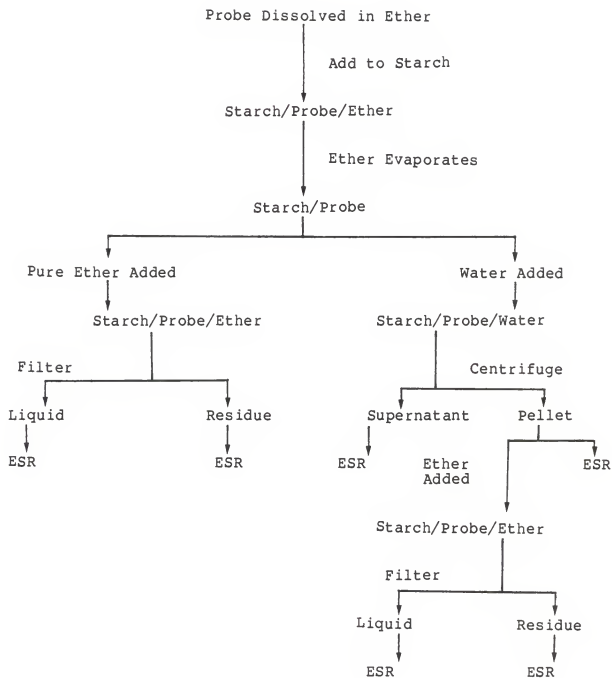 Probe Dissolved in Ether
Add to Starch
Starch/Probe/Ether
Ether Evaporates
Starch/Probe
Pure Ether Added
Water Added
Starch/Probe/Ether
Starch/Probe/Water
Filter
Centrifuge
Liquid
Residue
Supernatant
Pellet
ESR
ESR
ESR
Ether
Added
ESR
Starch/Probe/Ether
Filter
Liquid
Residue
ESR
ESR